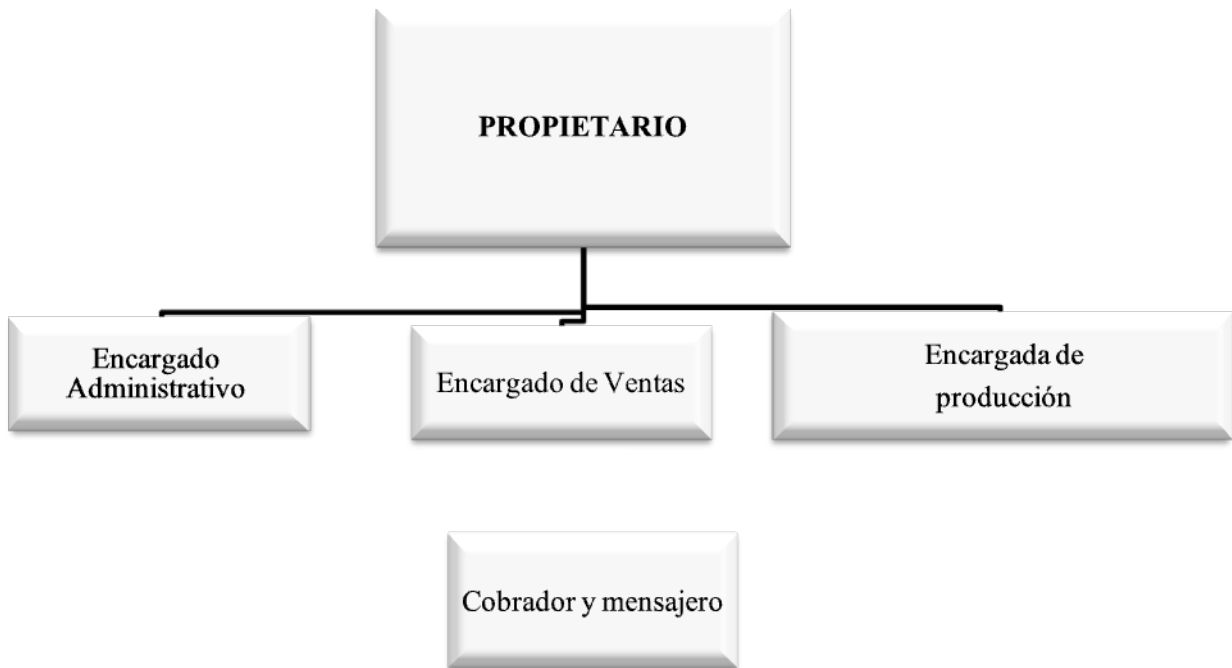 PROPIETARIO
Encargado
Administrativo
Encargado de Ventas
Encargada de
producción
Cobrador y mensajero